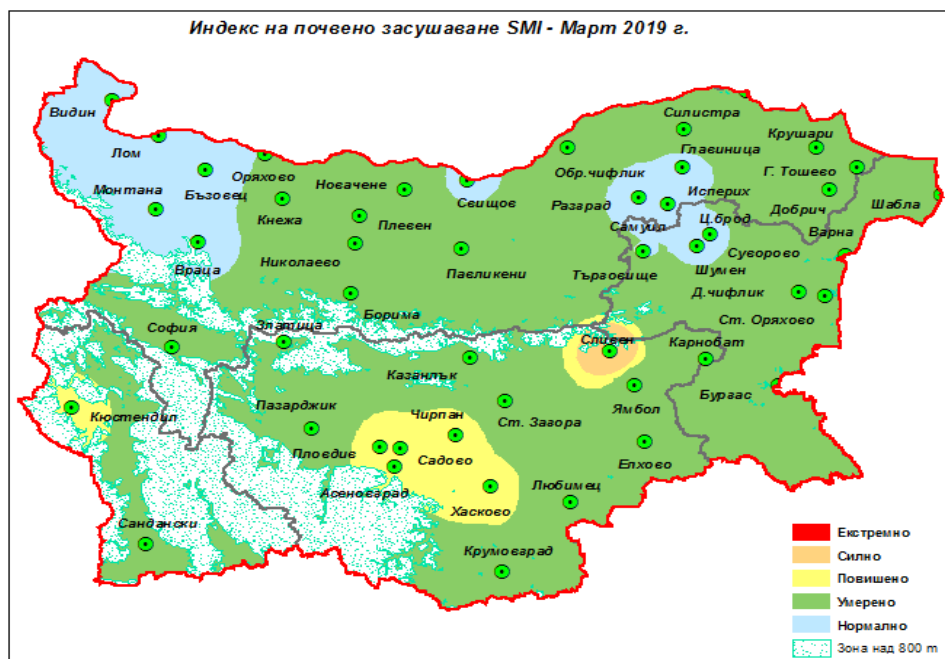 Индекс на почвено засушаване SMI - Март 2019 г.
Видин
Силистра
Крушари
Лом
Главиница
Оряхово
Новачене
Обр.чифлик
Г. Тошево
Монтана
Бъзовец
Свищов
Разград
Исперих
Добрич
Шабла
Кнежа
Плевен
Самуил
Ц.брод
Варна
Враца
Николаево
Павликени
Търговище
Шумен
Суворово
Д.чифлик
Борима
Ст. Оряхово
София
Златица
Сливен
Карнобат
Казанлък
Бургас
Пазарджик
Чирпан
Ст. Загора
Ямбол
Кюстендил
Пловдив
Садово
Елхово
Асеновград
Любимец
Хасково
Сандански
Крумовград
Екстремно
Силно
Повишено
Умерено
Нормално
Зона над 800 m